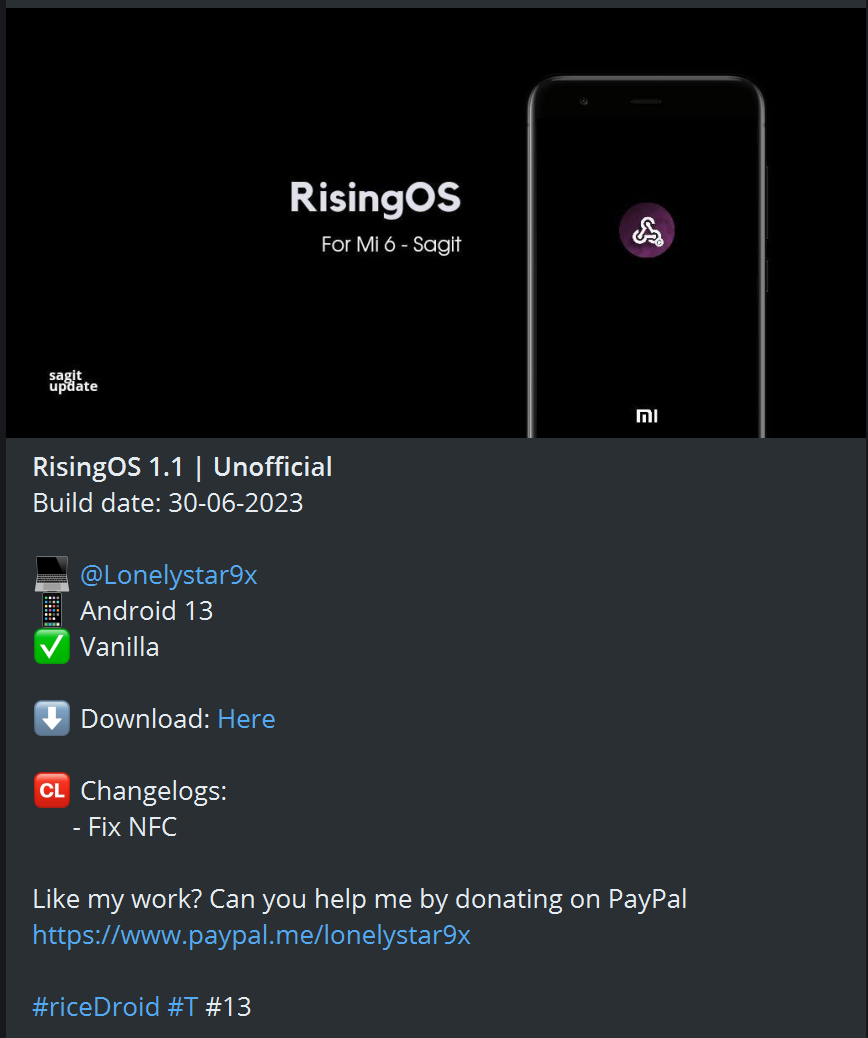 RisingOS
For Mi 6 - Sagit
sagit
update
RisingOS 1.1 | Unofficial
Build date: 30-06-2023
@Lonelystar9x
Android 13
Vanilla
Download: Here
CL Changelogs:
- Fix NFC
Like my work? Can you help me by donating on PayPal
https://www.paypal.me/lonelystar9x
#riceDroid #T #13